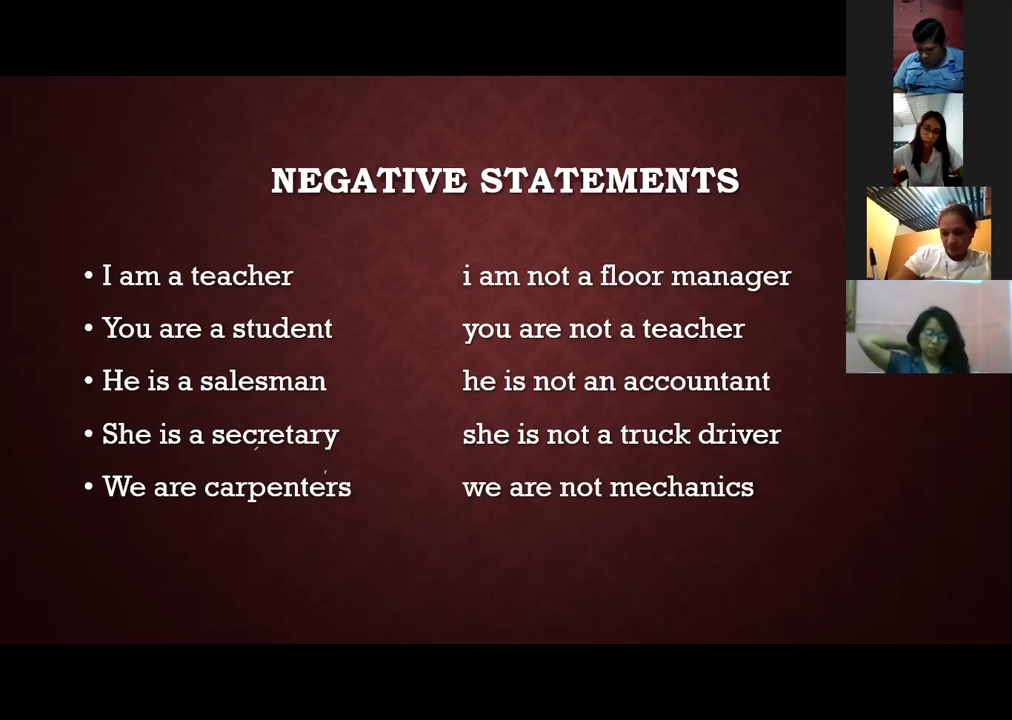 NEGATIVE STATEMENTS
• I am a teacher i am not a floor manager
• You are a student you are not a teacher
• He is a salesman he is not an accountant
• She is a secretary she is not a truck driver
• We are carpenters we are not mechanics